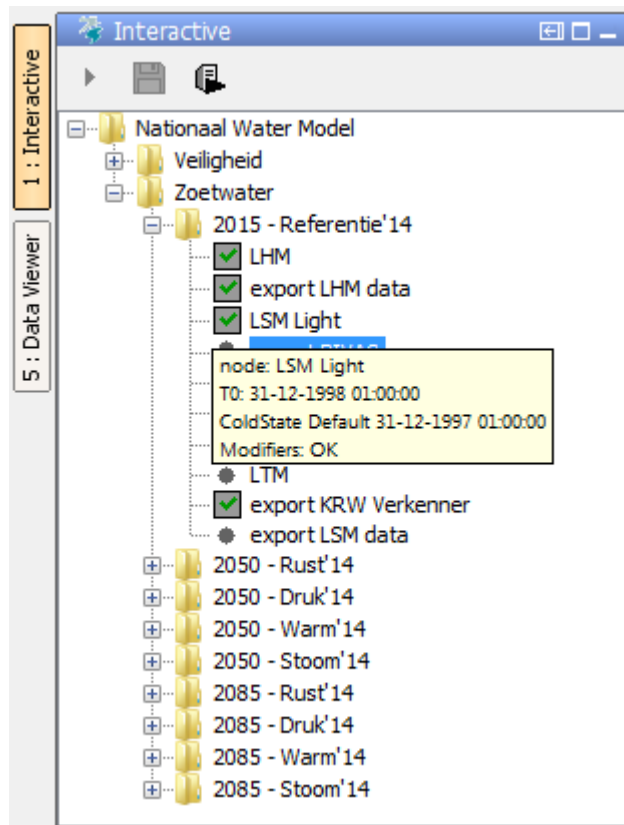 Interactive
1 : Interactive
5 : Data Viewer
Nationaal Water Model
Veiligheid
Zoetwater
2015 - Referentie'14
LHM
export LHM data
LSM Light
node: LSM Light
T0: 31-12-1998 01:00:00
ColdState Default 31-12-1997 01:00:00
Modifiers: OK
LTM
export KRW Verkenner
export LSM data
2050 - Rust'14
2050 - Druk'14
2050 - Warm'14
2050 - Stoom'14
2085 - Rust'14
2085 - Druk'14
2085 - Warm'14
2085 - Stoom'14